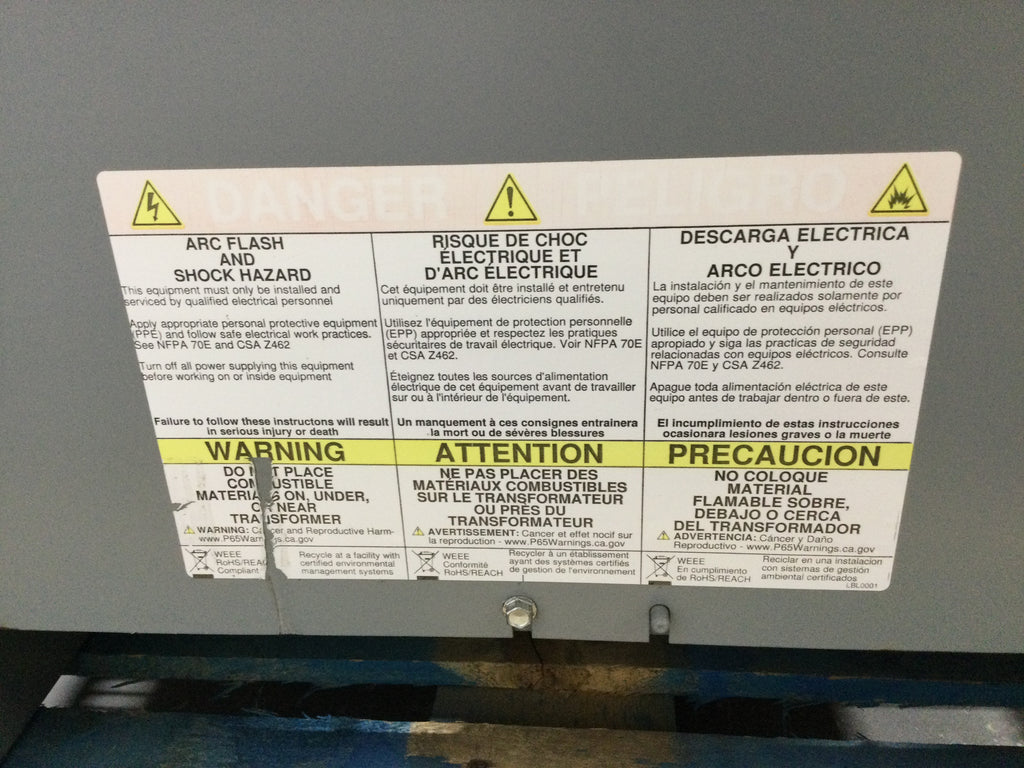 DANGER
PELIGRO
ARC FLASH
AND
SHOCK HAZARD
This equipment must only be installed and
serviced by qualified electrical personnel
Apply appropriate personal protective equipment
(PPE) and follow safe electrical work practices.
See NFPA 70E and CSA Z462
Turn off all power supplying this equipment
before working on or inside equipment
Failure to follow these instructons will result
in serious injury or death
WARNING
DO NOT PLACE
COMBUSTIBLE
MATERIALS ON, UNDER,
OR NEAR
TRANSFORMER
WARNING: Cancer and Reproductive Harm-
www.P65Warnings.ca.gov
WEEE
RoHS/REACH
Compliant
Recycle at a facility with
certified environmental
management systems
RISQUE DE CHOC
ÉLECTRIQUE ET
D'ARC ÉLECTRIQUE
Cet équipement doit être installé et entretenu
uniquement par des électriciens qualifiés.
Utilisez l'équipement de protection personnelle
(EPP) appropriée et respectez les pratiques
sécuritaires de travail électrique. Voir NFPA 70E
et CSA Z462.
Éteignez toutes les sources d'alimentation
électrique de cet équipement avant de travailler
sur ou à l'intérieur de l'équipement.
Un manquement à ces consignes entrainera
la mort ou de sévères blessures
ATTENTION
NE PAS PLACER DES
MATÉRIAUX COMBUSTIBLES
SUR LE TRANSFORMATEUR
OU PRÈS DU
TRANSFORMATEUR
AVERTISSEMENT: Cancer et effet nocif sur
la reproduction - www.P65Warnings.ca.gov
WEEE
Conformité
RoHS/REACH
Recycler à un établissement
ayant des systèmes certifiés
de gestion de l'environnement
DESCARGA ELECTRICA
Y
ARCO ELECTRICO
La instalación y el mantenimiento de este
equipo deben ser realizados solamente por
personal calificado en equipos eléctricos.
Utilice el equipo de protección personal (EPP)
apropiado y siga las practicas de seguridad
relacionadas con equipos eléctricos. Consulte
NFPA 70E y CSA Z462.
Apague toda alimentación eléctrica de este
equipo antes de trabajar dentro o fuera de este.
El incumplimiento de estas instrucciones
ocasionara lesiones graves o la muerte
PRECAUCION
NO COLOQUE
MATERIAL
FLAMABLE SOBRE,
DEBAJO O CERCA
DEL TRANSFORMADOR
ADVERTENCIA: Cáncer y Daño
Reproductivo - www.P65Warnings.ca.gov
WEEE
En cumplimiento
de RoHS/REACH
Reciclar en una instalacion
con sistemas de gestión
ambiental certificados
LBL0001